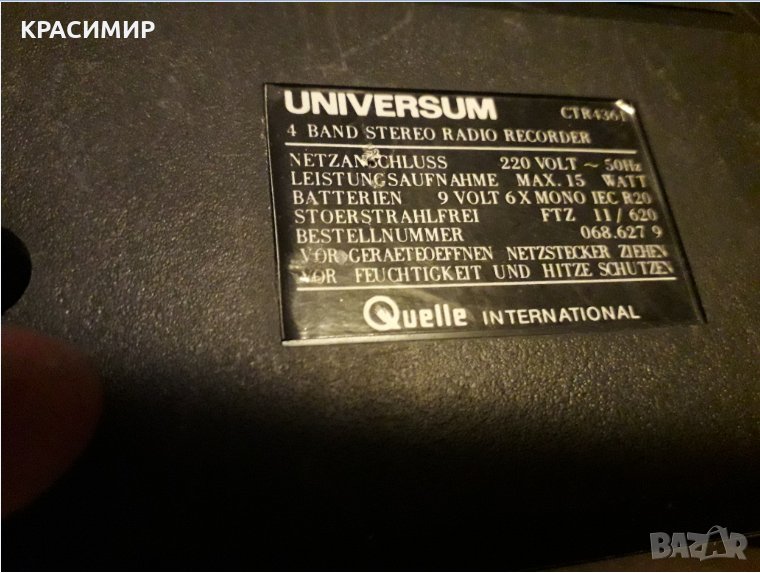 КРАСИМИР
UNIVERSUM CTR4361
4 BAND STEREO RADIO RECORDER
NETZANSCHLUSS 220 VOLT ~ 50Hz
LEISTUNGSAUFNAHME MAX. 15 WATT
BATTERIEN 9 VOLT 6 X MONO IEC R20
STOERSTRAHLFREI FTZ 11/620
BESTELLNUMMER 068.627 9
VOR GERAETEOEFFNEN NETZSTECKER ZIEHEN
VOR FEUCHTIGKEIT UND HITZE SCHUTZEN
Quelle INTERNATIONAL
BAZAR